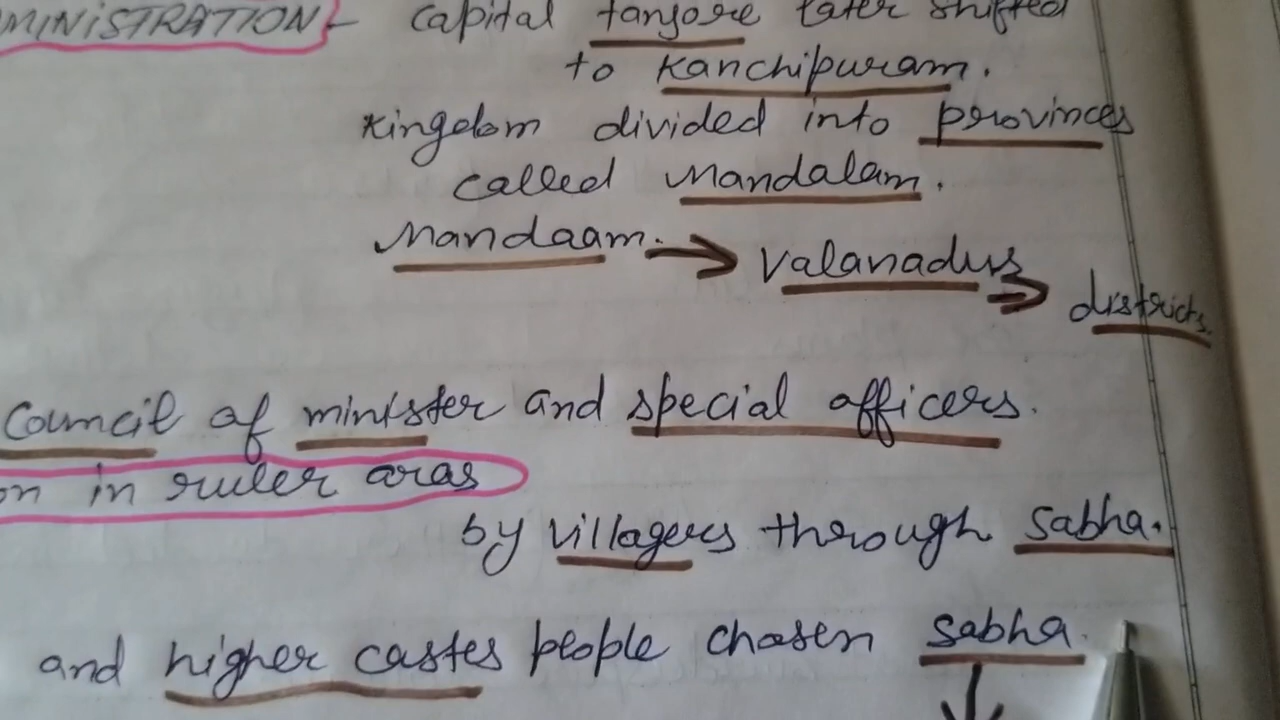 MINISTRATION - capital tanjore later shifted
to Kanchipuram.
Kingdom divided into provinces
called Mandalam.
Mandaam. → Valanadus → districts.
Council of minister and special officers.
on in ruler aras
by villagers through sabha.
and higher castes people chosen sabha.